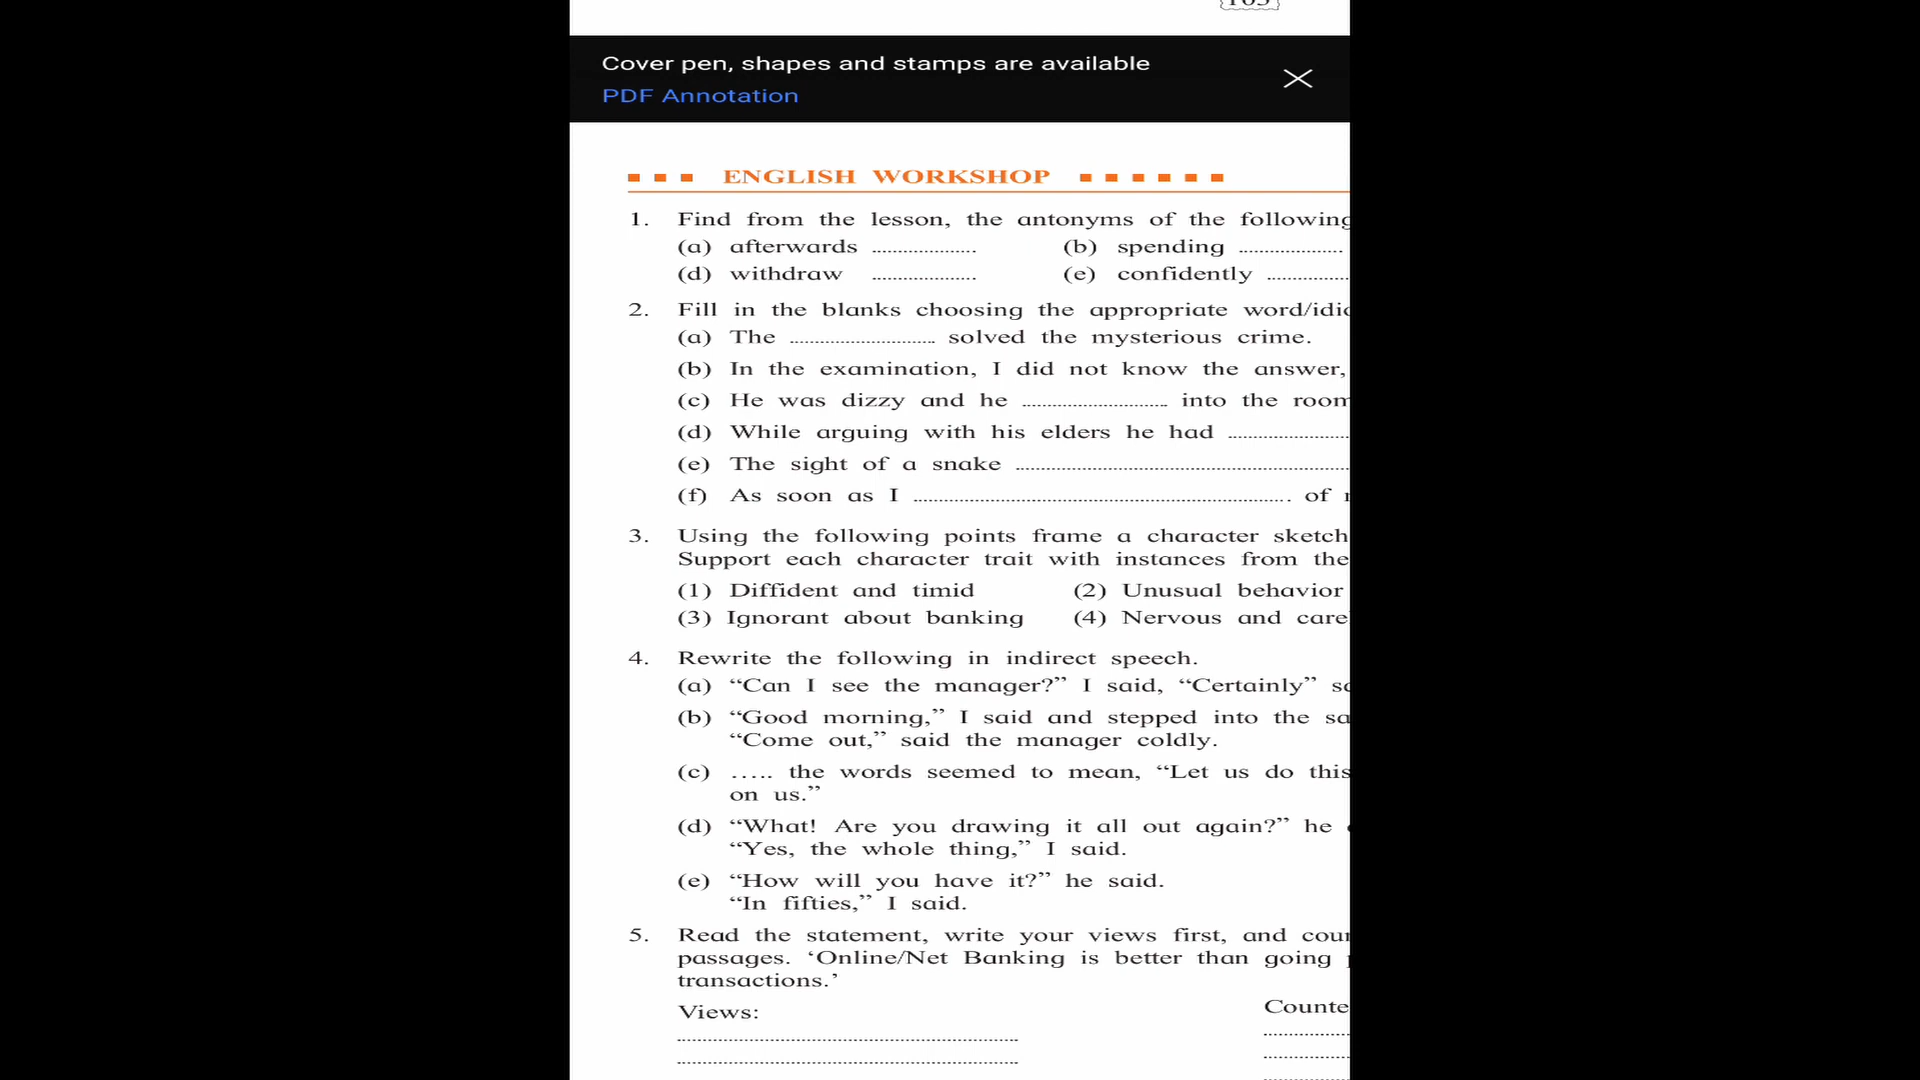 Cover pen, shapes and stamps are available
PDF Annotation
ENGLISH WORKSHOP
1. Find from the lesson, the antonyms of the following
(a) afterwards ................... (b) spending ...................
(d) withdraw ................... (e) confidently ...............
2. Fill in the blanks choosing the appropriate
(a) The .......................... solved the mysterious crime.
(b) In the examination, I did not know the answer,
(c) He was dizzy and he .......................... into the room
(d) While arguing with his elders he had ......................
(e) The sight of a snake ............................................................
(f) As soon as I ..................................................................... of
3. Using the following points frame a character sketch
Support each character trait with instances from the
(1) Diffident and timid (2) Unusual behavior
(3) Ignorant about banking (4) Nervous and
4. Rewrite the following in indirect speech.
(a) “Can I see the manager?” I said, “Certainly”
(b) “Good morning,” I said and stepped into the
“Come out,” said the manager coldly.
(c) ..... the words seemed to mean, “Let us do this
on us.”
(d) “What! Are you drawing it all out again?” he
“Yes, the whole thing,” I said.
(e) “How will you have it?” he said.
“In fifties,” I said.
5. Read the statement, write your views first, and
passages. ‘Online/Net Banking is better than going
transactions.’
Views: